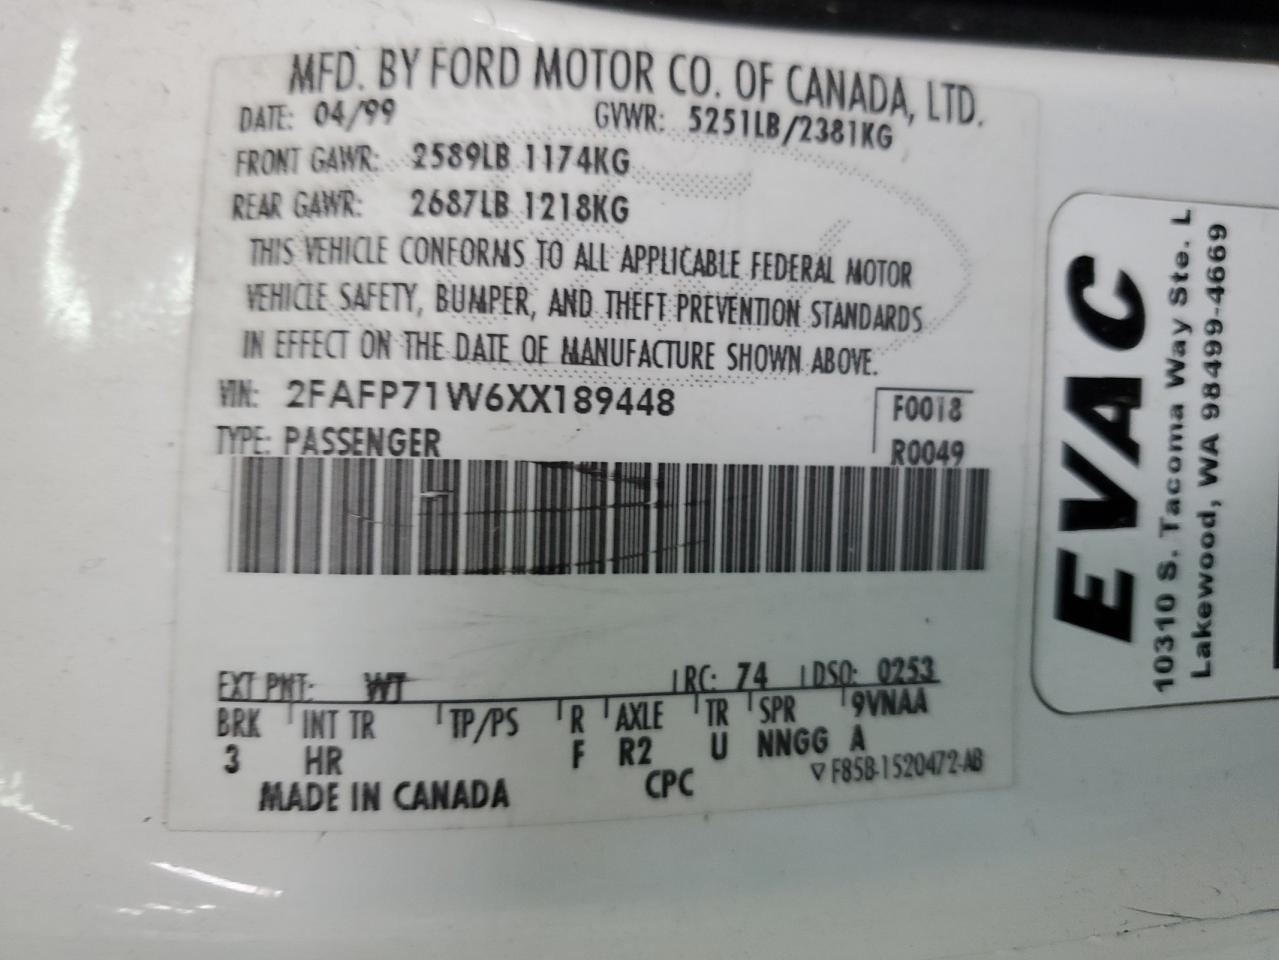 MFD. BY FORD MOTOR CO. OF CANADA, LTD.
DATE: 04/99 GVWR: 5251LB/2381KG
FRONT GAWR: 2589LB 1174KG
REAR GAWR: 2687LB 1218KG
THIS VEHICLE CONFORMS TO ALL APPLICABLE FEDERAL MOTOR
VEHICLE SAFETY, BUMPER, AND THEFT PREVENTION STANDARDS
IN EFFECT ON THE DATE OF MANUFACTURE SHOWN ABOVE.
VIN: 2FAFP71W6XX189448
F0018
TYPE: PASSENGER
R0049
EXT PNT: WT RC: 74 DSO: 0253
BRK INT TR TP/PS R AXLE TR SPR 9VNAA
3 HR F R2 U NNGG A
MADE IN CANADA CPC ▽F85B-1520472-AB
EVAC
10310 S. Tacoma Way Ste. L
Lakewood, WA 98499-4669